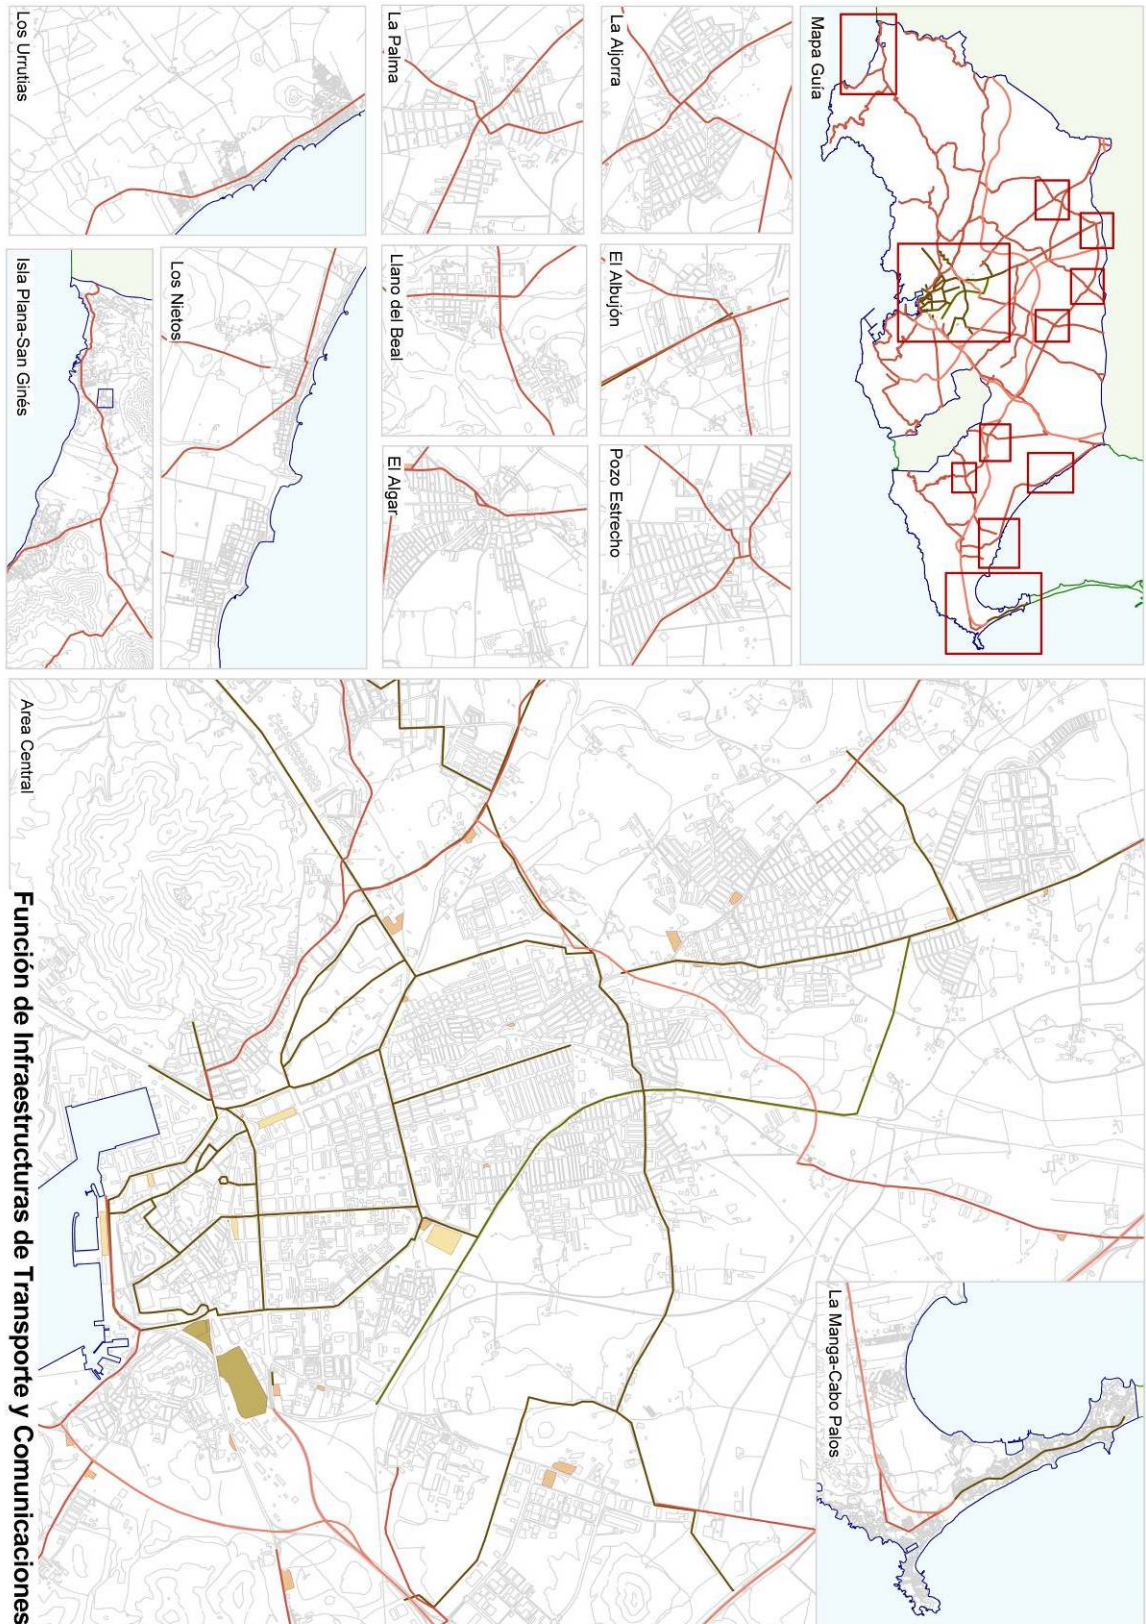 Mapa Guía
La Aljorra
El Albujón
Pozo Estrecho
La Palma
Llano del Beal
El Algar
Los Urrutias
Los Nietos
Isla Plana-San Ginés
La Manga-Cabo Palos
Area Central
Función de Infraestructuras de Transporte y Comunicaciones